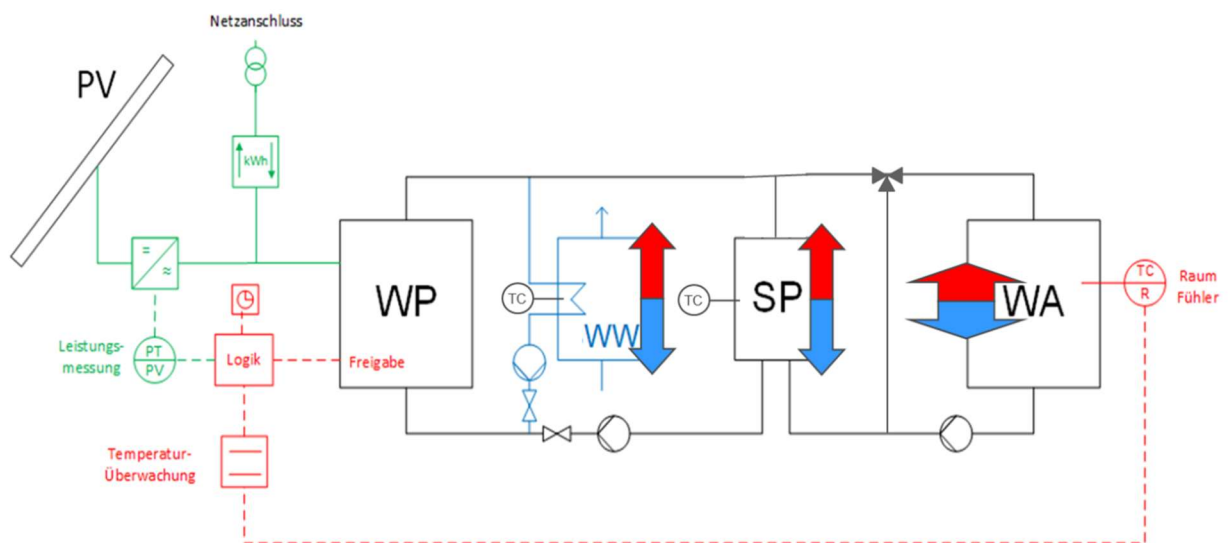 Netzanschluss
PV
kWh
=
≈
WP
TC
WW
TC
SP
WA
TC
R
Raum
Fühler
Leistungs-
messung
PT
PV
Logik
Freigabe
Temperatur-
Überwachung